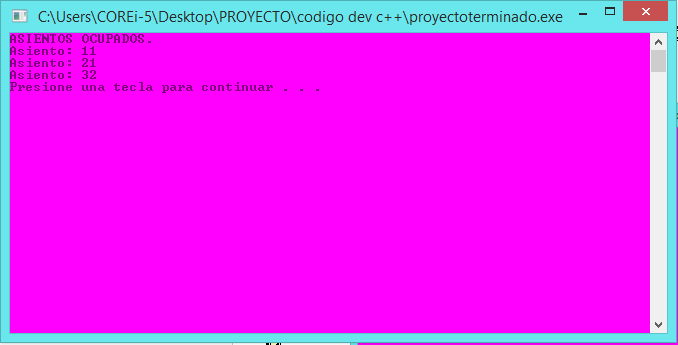 C:\Users\COREi-5\Desktop\PROYECTO\codigo dev c++\proyectoterminado.exe
ASIENTOS OCUPADOS.
Asiento: 11
Asiento: 21
Asiento: 32
Presione una tecla para continuar . . .